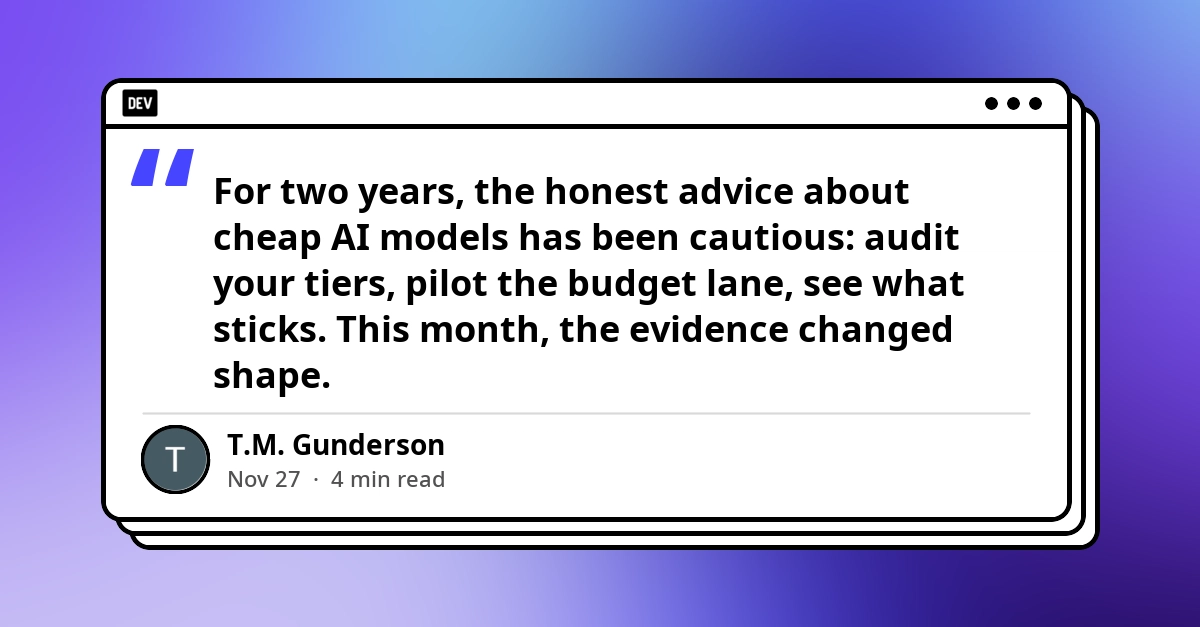 DEV
“
For two years, the honest advice about
cheap AI models has been cautious: audit
your tiers, pilot the budget lane, see what
sticks. This month, the evidence changed
shape.
T
T.M. Gunderson
Nov 27 · 4 min read